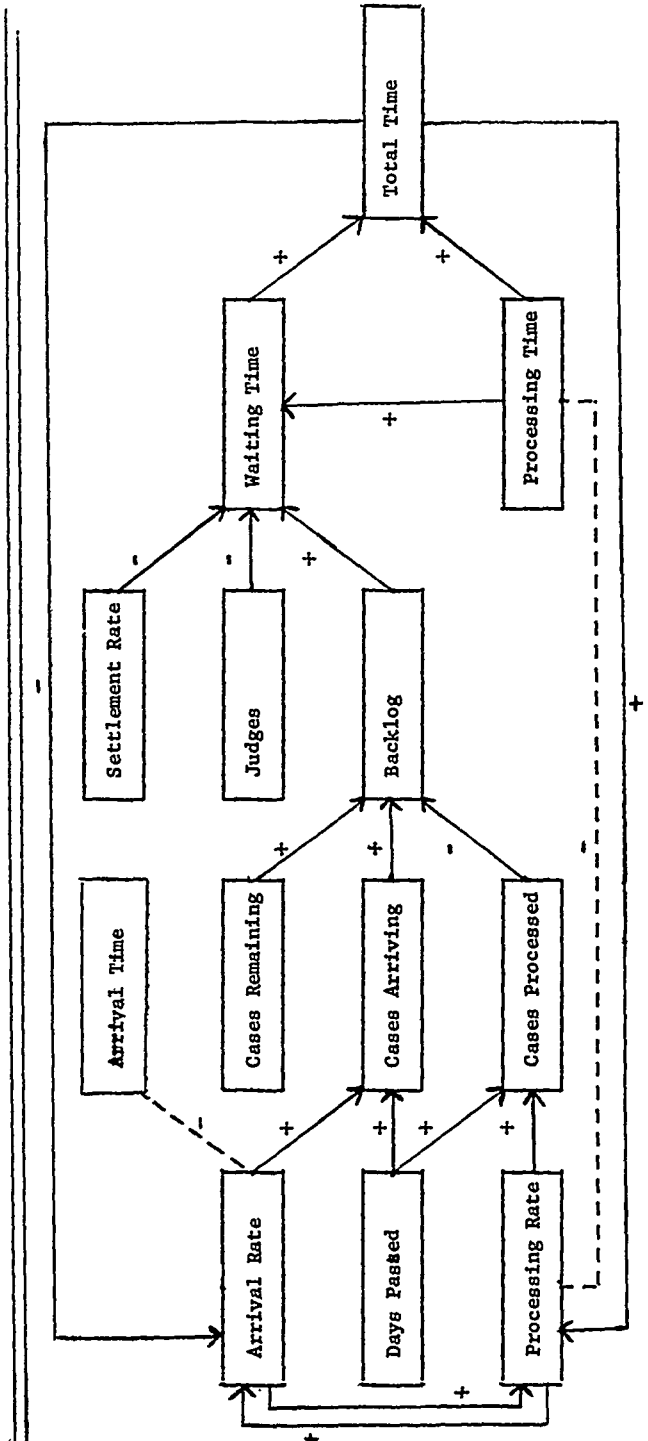 Arrival Time
Settlement Rate
-
-
Arrival Rate
+
Cases Remaining
+
Judges
-
Waiting Time
+
-
+
Days Passed
+
+
Cases Arriving
+
Backlog
+
+
Total Time
Processing Rate
+
Cases Processed
-
Processing Time
+
+
+
-
+